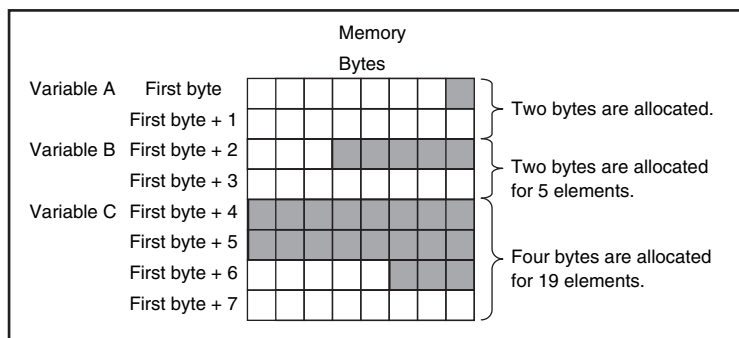 Memory
Bytes
Variable A First byte
First byte + 1
Two bytes are allocated.
Variable B First byte + 2
First byte + 3
Two bytes are allocated
for 5 elements.
Variable C First byte + 4
First byte + 5
First byte + 6
First byte + 7
Four bytes are allocated
for 19 elements.